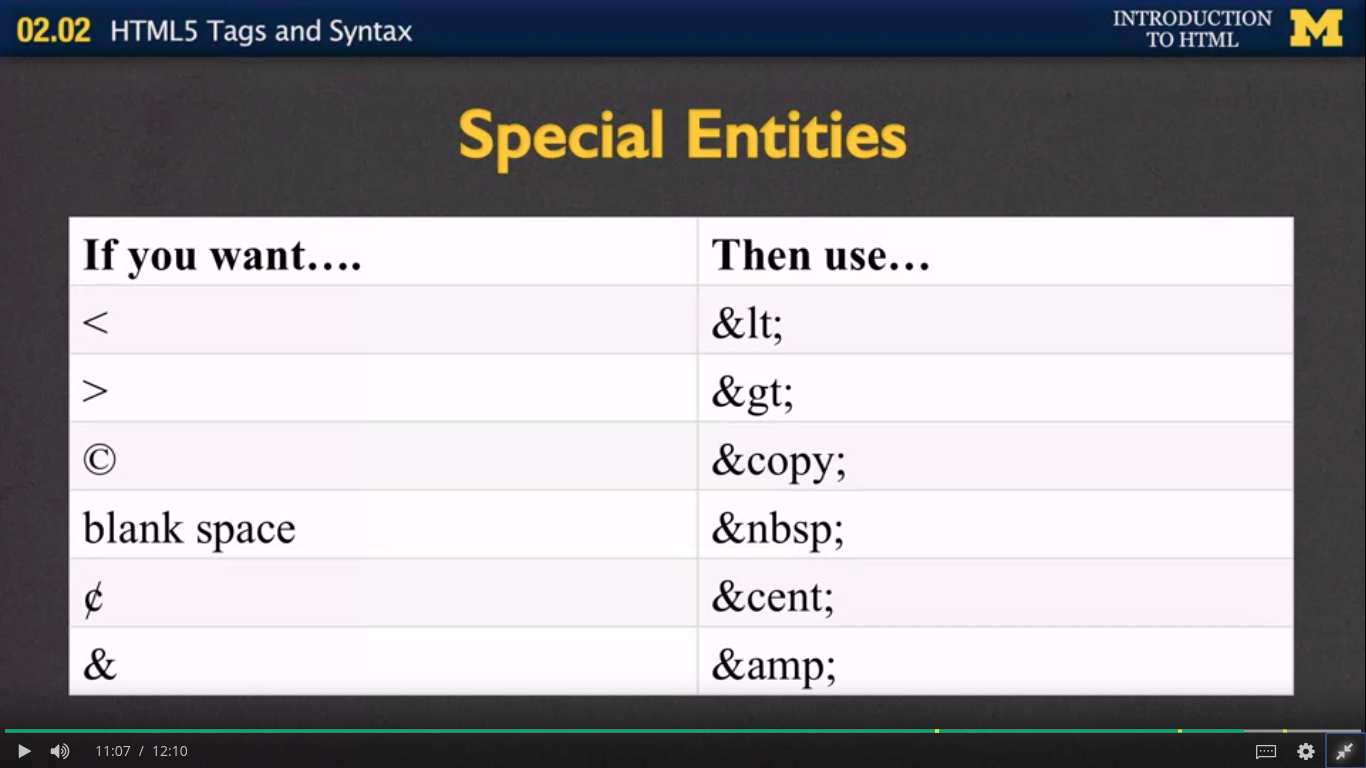 02.02 HTML5 Tags and Syntax
INTRODUCTION
TO HTML
M
Special Entities
If you want…. Then use…
< &lt;
> &gt;
© &copy;
blank space &nbsp;
¢ &cent;
& &amp;
11:07 / 12:10